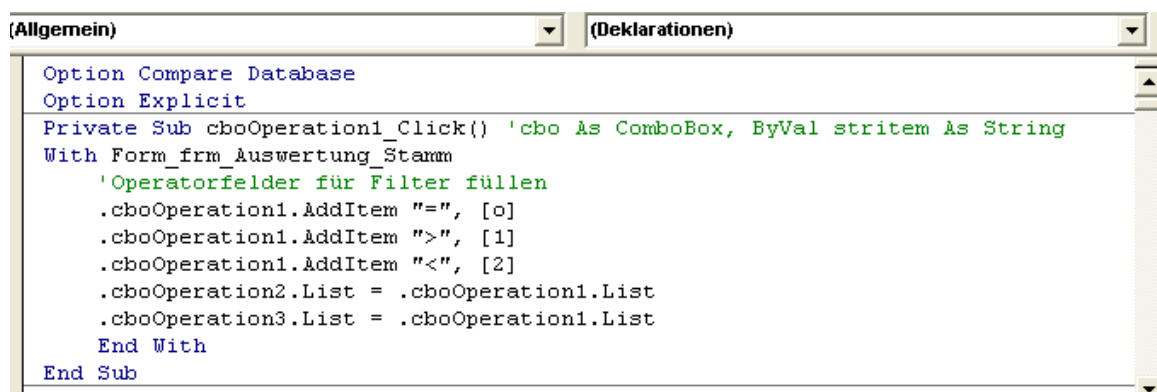 (Allgemein) (Deklarationen)
Option Compare Database
Option Explicit
Private Sub cboOperation1_Click() 'cbo As ComboBox, ByVal stritem As String
With Form_frm_Auswertung_Stamm
    'Operatorfelder für Filter füllen
    .cboOperation1.AddItem "=", [o]
    .cboOperation1.AddItem ">", [1]
    .cboOperation1.AddItem "<", [2]
    .cboOperation2.List = .cboOperation1.List
    .cboOperation3.List = .cboOperation1.List
    End With
End Sub